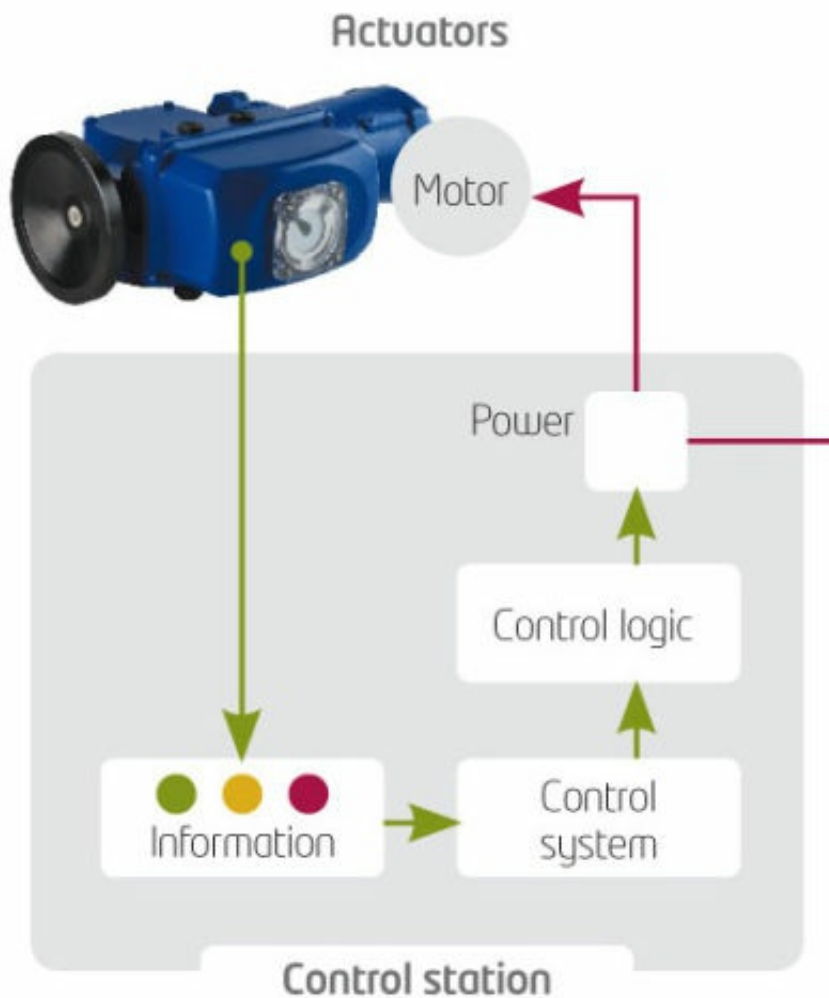 Actuators
Motor
Power
Control logic
Information
Control
system
Control station